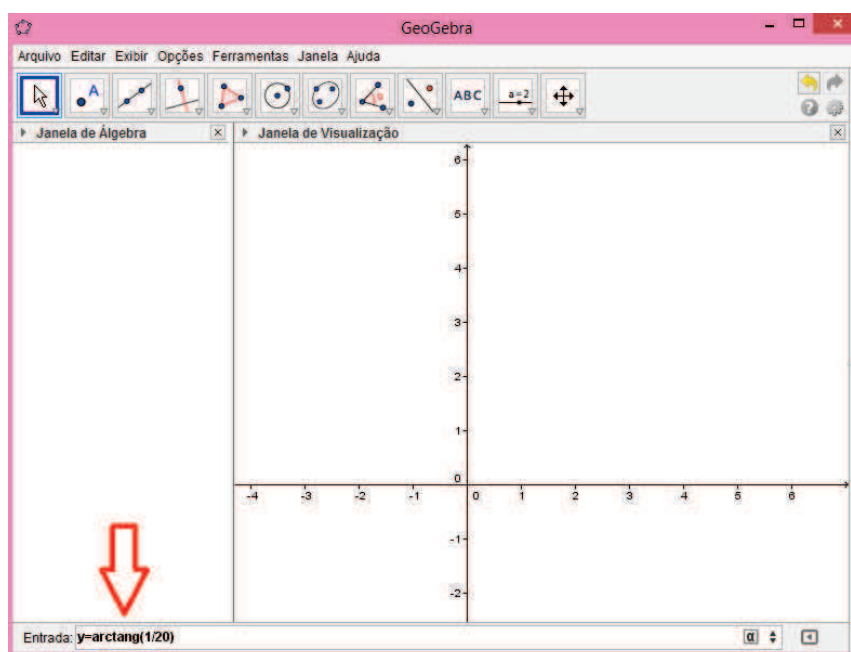 GeoGebra
Arquivo Editar Exibir Opções Ferramentas Janela Ajuda
A ABC a=2
Janela de Álgebra
Janela de Visualização
6
5
4
3
2
1
0
-4 -3 -2 -1 0 1 2 3 4 5 6
-1
-2
Entrada: y=arctang(1/20) α